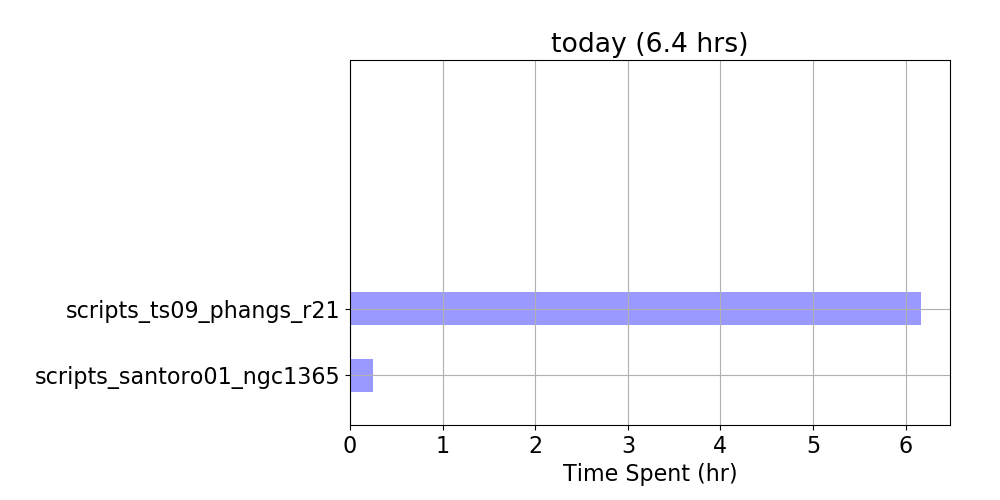 today (6.4 hrs)
scripts_ts09_phangs_r21
scripts_santoro01_ngc1365
0 1 2 3 4 5 6
Time Spent (hr)